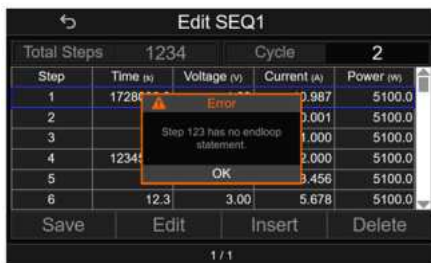 Edit SEQ1
Total Steps 1234 Cycle 2
Step Time (s) Voltage (V) Current (A) Power (W)
1 1728 0.987 5100.0
2 0.001 5100.0
3 1.000 5100.0
4 12345 2.000 5100.0
5 3.456 5100.0
6 12.3 3.00 5.678 5100.0
Error
Step 123 has no endloop
statement.
OK
Save Edit Insert Delete
1 / 1